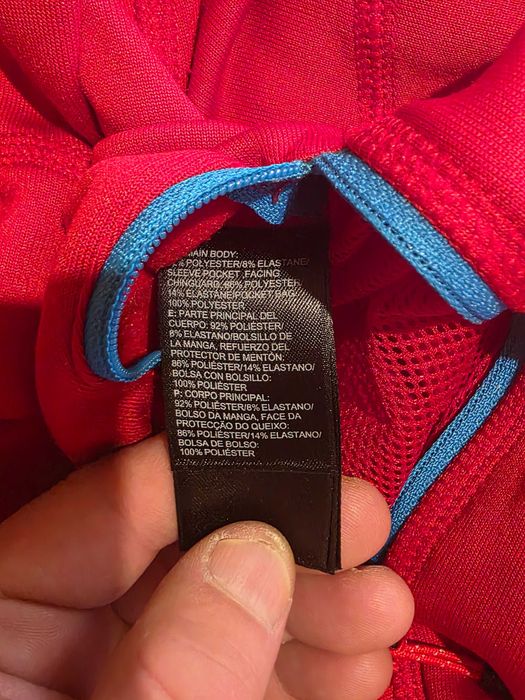 MAIN BODY:
% POLYESTER/8% ELASTANE/
SLEEVE POCKET ,FACING
CHINGUARD: 86% POLYESTER/
14% ELASTANE/POCKET BAG:
100% POLYESTER
E: PARTE PRINCIPAL DEL
CUERPO: 92% POLIÉSTER/
8% ELASTANO/BOLSILLO DE
LA MANGA, REFUERZO DEL
PROTECTOR DE MENTÓN:
86% POLIÉSTER/14% ELASTANO/
BOLSA CON BOLSILLO:
100% POLIÉSTER
P: CORPO PRINCIPAL:
92% POLIÉSTER/8% ELASTANO/
BOLSO DA MANGA, FACE DA
PROTECÇÃO DO QUEIXO:
86% POLIÉSTER/14% ELASTANO/
BOLSA DE BOLSO:
100% POLIÉSTER